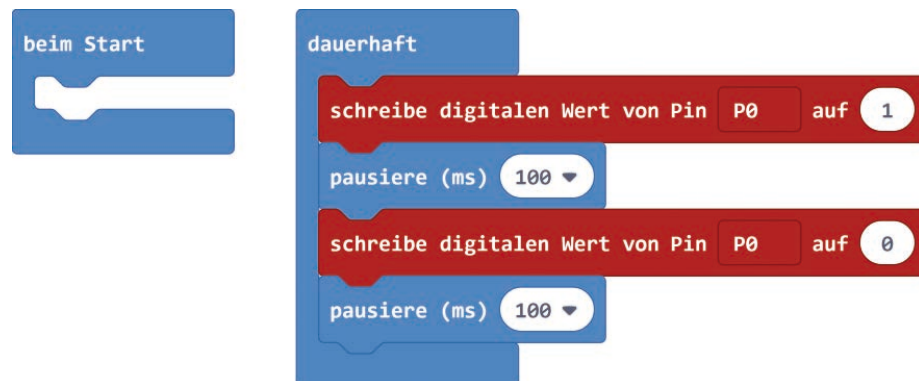 beim Start
dauerhaft
schreibe digitalen Wert von Pin P0 auf 1
pausiere (ms) 100
schreibe digitalen Wert von Pin P0 auf 0
pausiere (ms) 100